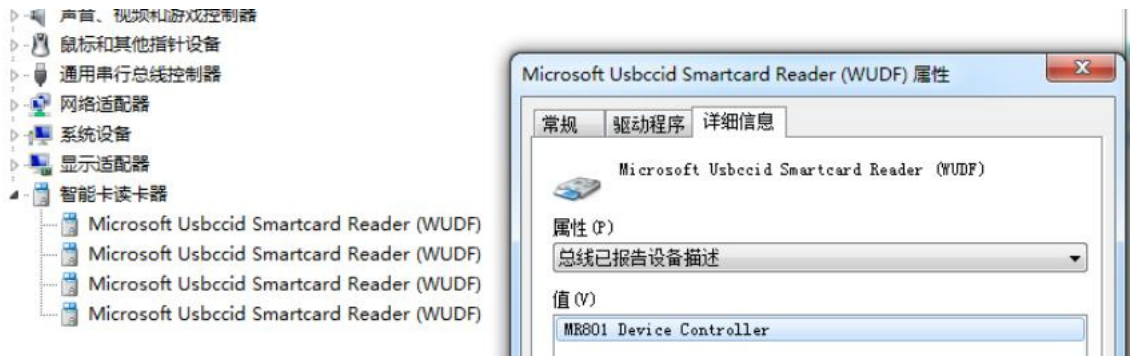 声音、视频和游戏控制器
鼠标和其他指针设备
通用串行总线控制器
网络适配器
系统设备
显示适配器
智能卡读卡器
Microsoft Usbccid Smartcard Reader (WUDF)
Microsoft Usbccid Smartcard Reader (WUDF)
Microsoft Usbccid Smartcard Reader (WUDF)
Microsoft Usbccid Smartcard Reader (WUDF)
Microsoft Usbccid Smartcard Reader (WUDF) 属性
常规 驱动程序 详细信息
Microsoft Usbccid Smartcard Reader (WUDF)
属性(P)
总线已报告设备描述
值(V)
MR801 Device Controller